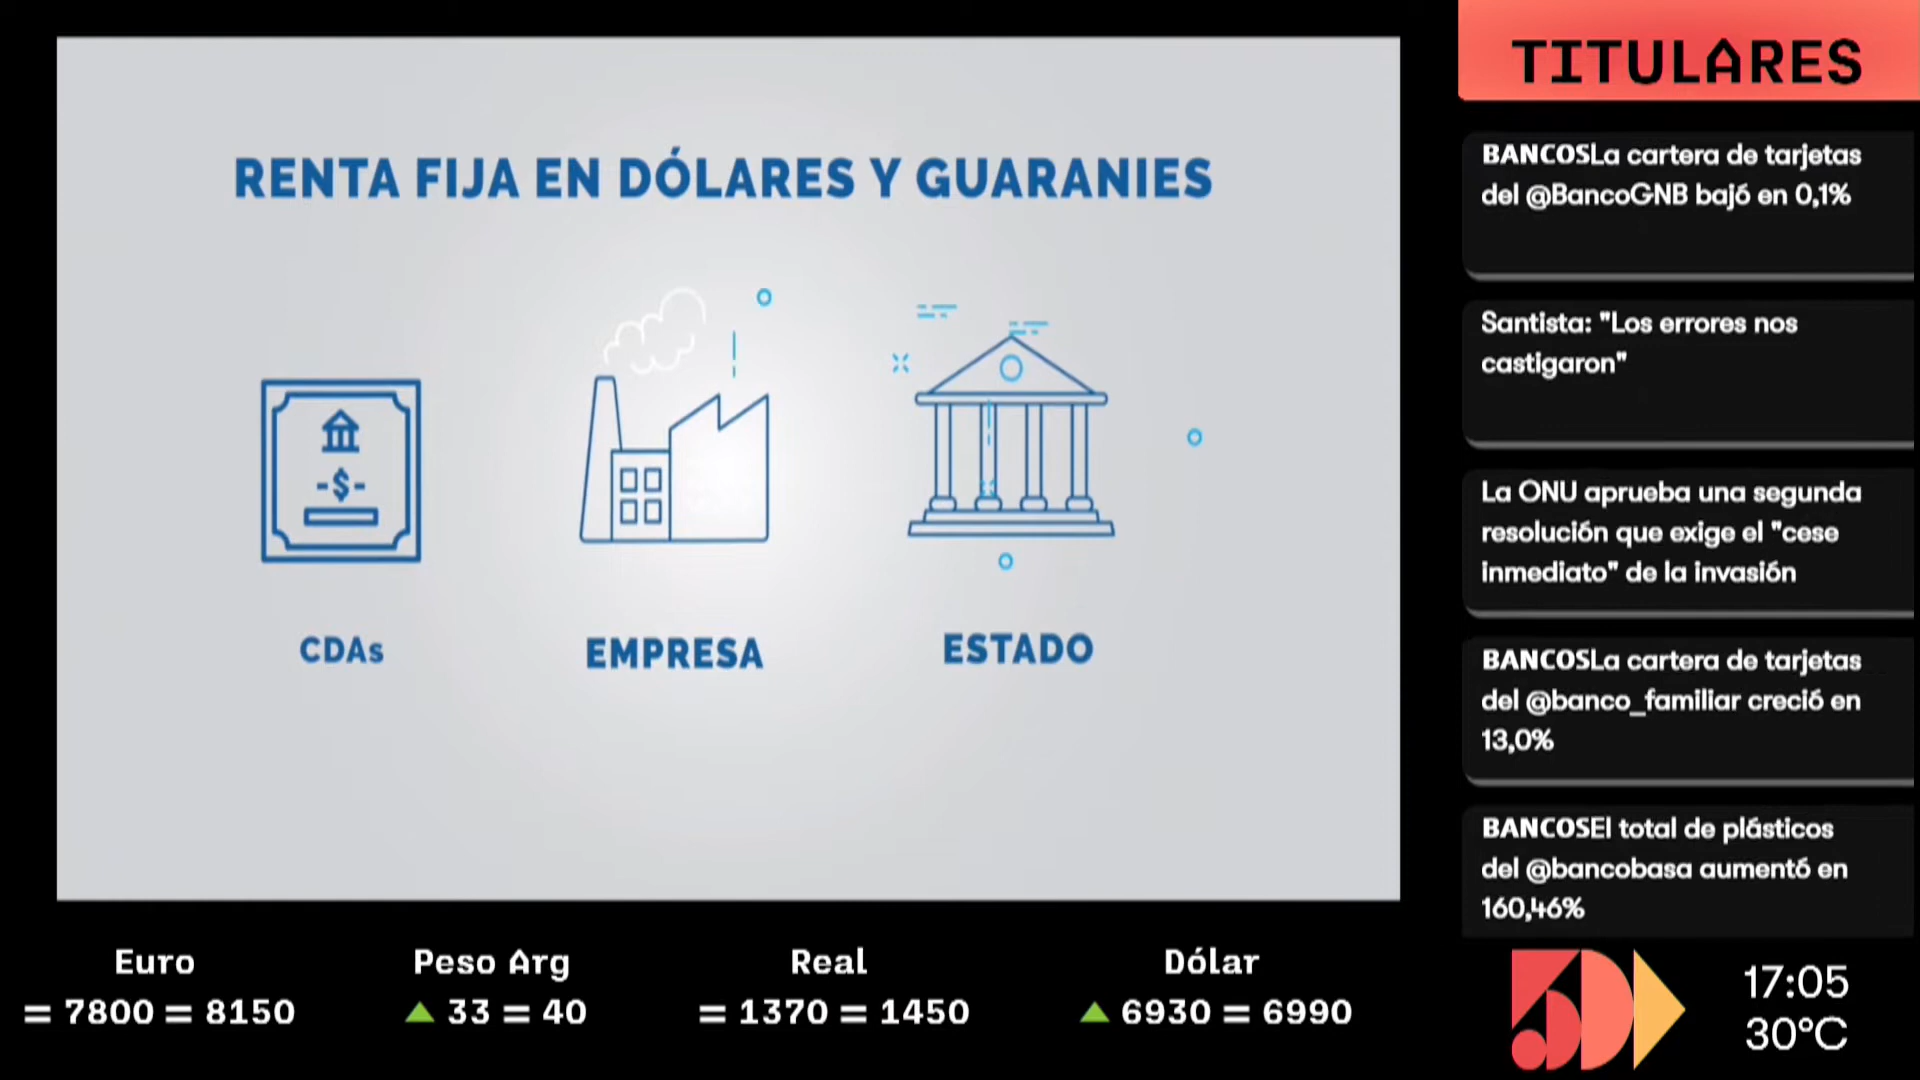 RENTA FIJA EN DÓLARES Y GUARANIES
-$-
CDAs
EMPRESA
ESTADO
TITULARES
BANCOSLa cartera de tarjetas
del @BancoGNB bajó en 0,1%
Santista: "Los errores nos
castigaron"
La ONU aprueba una segunda
resolución que exige el "cese
inmediato" de la invasión
BANCOSLa cartera de tarjetas
del @banco_familiar creció en
13,0%
BANCOSEl total de plásticos
del @bancobasa aumentó en
160,46%
Euro
= 7800 = 8150
Peso Arg
▲ 33 = 40
Real
= 1370 = 1450
Dólar
▲ 6930 = 6990
5D
17:05
30°C